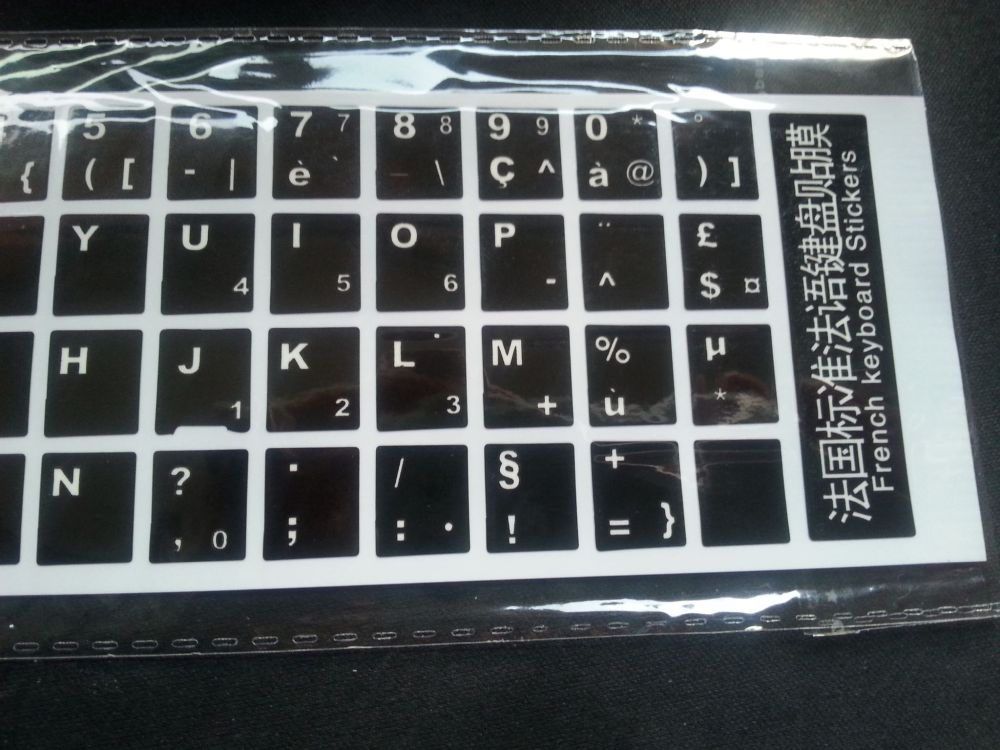 5 6 7 7 8 8 9 9 0 * °
{ ( [ - | è ` _ \ Ç ^ à @ ) ]
Y U I O P ¨ £
4 5 6 - ^ $ ¤
H J K L M % µ
1 2 3 + ù *
N ? . / § +
, 0 ; : . ! = }
法国标准法语键盘贴膜
French keyboard Stickers